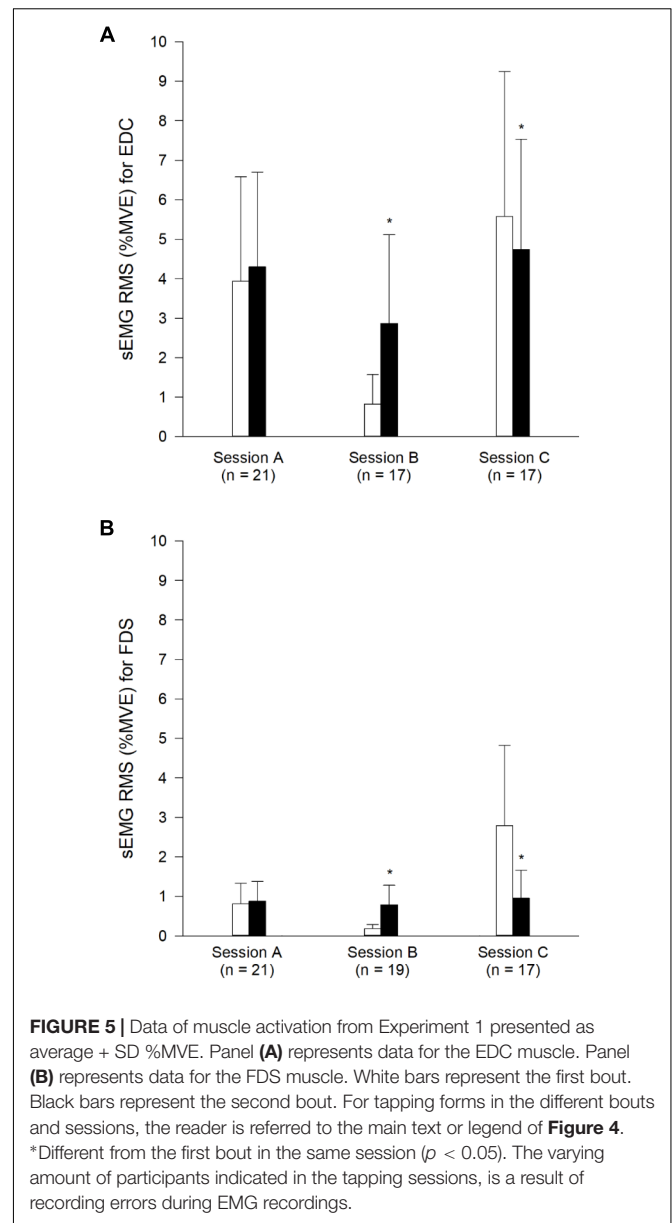 A
10
9
8
7
6
5
4
3
2
1
0
sEMG RMS (%MVE) for EDC
*
*
Session A
(n = 21)
Session B
(n = 17)
Session C
(n = 17)
B
10
9
8
7
6
5
4
3
2
1
0
sEMG RMS (%MVE) for FDS
*
*
Session A
(n = 21)
Session B
(n = 19)
Session C
(n = 17)
FIGURE 5 | Data of muscle activation from Experiment 1 presented as
average + SD %MVE. Panel (A) represents data for the EDC muscle. Panel
(B) represents data for the FDS muscle. White bars represent the first bout.
Black bars represent the second bout. For tapping forms in the different bouts
and sessions, the reader is referred to the main text or legend of Figure 4.
*Different from the first bout in the same session (p < 0.05). The varying
amount of participants indicated in the tapping sessions, is a result of
recording errors during EMG recordings.